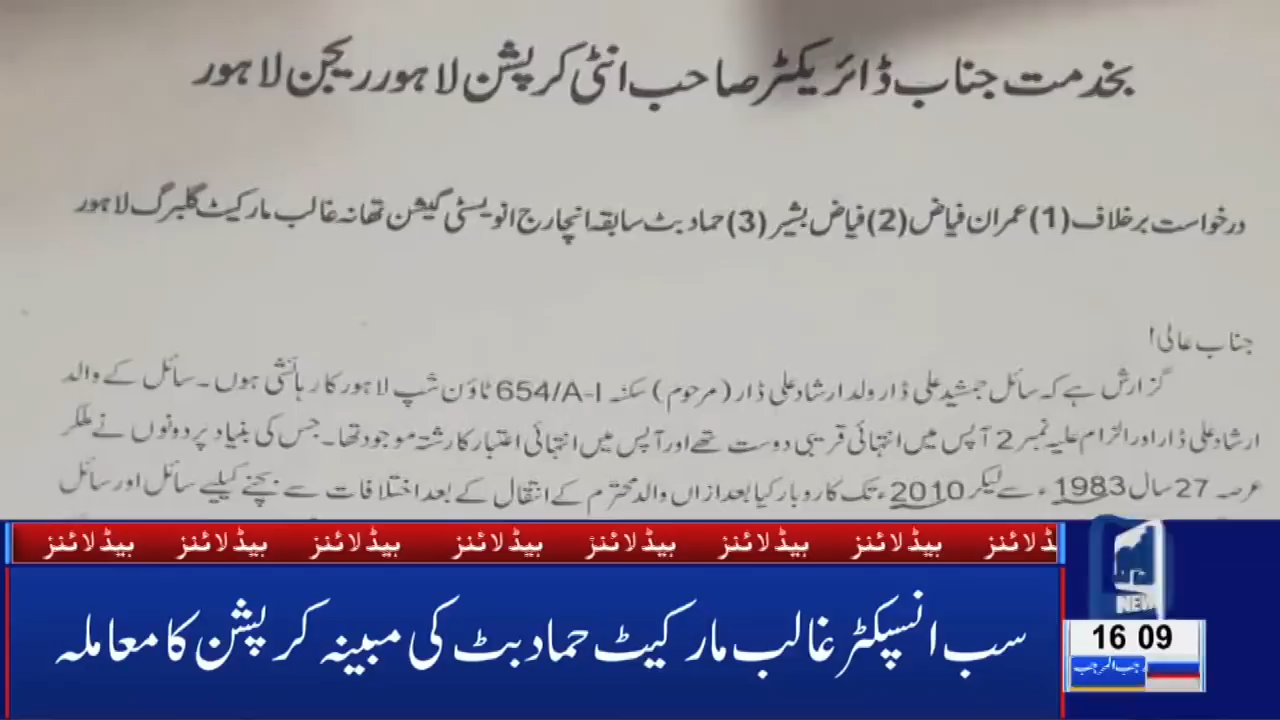 بخدمت جناب ڈائریکٹر صاحب انٹی کرپشن لاہور ریجن لاہور
درخواست برخلاف (1) عمران فیاض (2) فیاض بشیر (3) حماد بٹ سابقہ انچارج انویسٹی گیشن تھانہ غالب مارکیٹ گلبرگ لاہور
جناب عالی!
گزارش ہے کہ سائل جمشید علی ڈار ولد ارشاد علی ڈار (مرحوم) سکنہ 654/A-I ٹاؤن شپ لاہور کا رہائشی ہوں۔ سائل کے والد
ارشاد علی ڈار اور الزام علیہ نمبر 2 آپس میں انتہائی قریبی دوست تھے اور آپس میں انتہائی اعتبار کا رشتہ موجود تھا۔ جس کی بنیاد پر دونوں نے ملکر
عرصہ 27 سال 1983ء سے لیکر 2010ء تک کاروبار کیا بعد ازاں والد محترم کے انتقال کے بعد اختلافات سے بچنے کیلیے سائل اور سائل
ہیڈلائنز ہیڈلائنز ہیڈلائنز ہیڈلائنز ہیڈلائنز ہیڈلائنز ہیڈلائنز ہیڈلائنز
سب انسپکٹر غالب مارکیٹ حماد بٹ کی مبینہ کرپشن کا معاملہ
NEWS
16 09
رجب المرجب